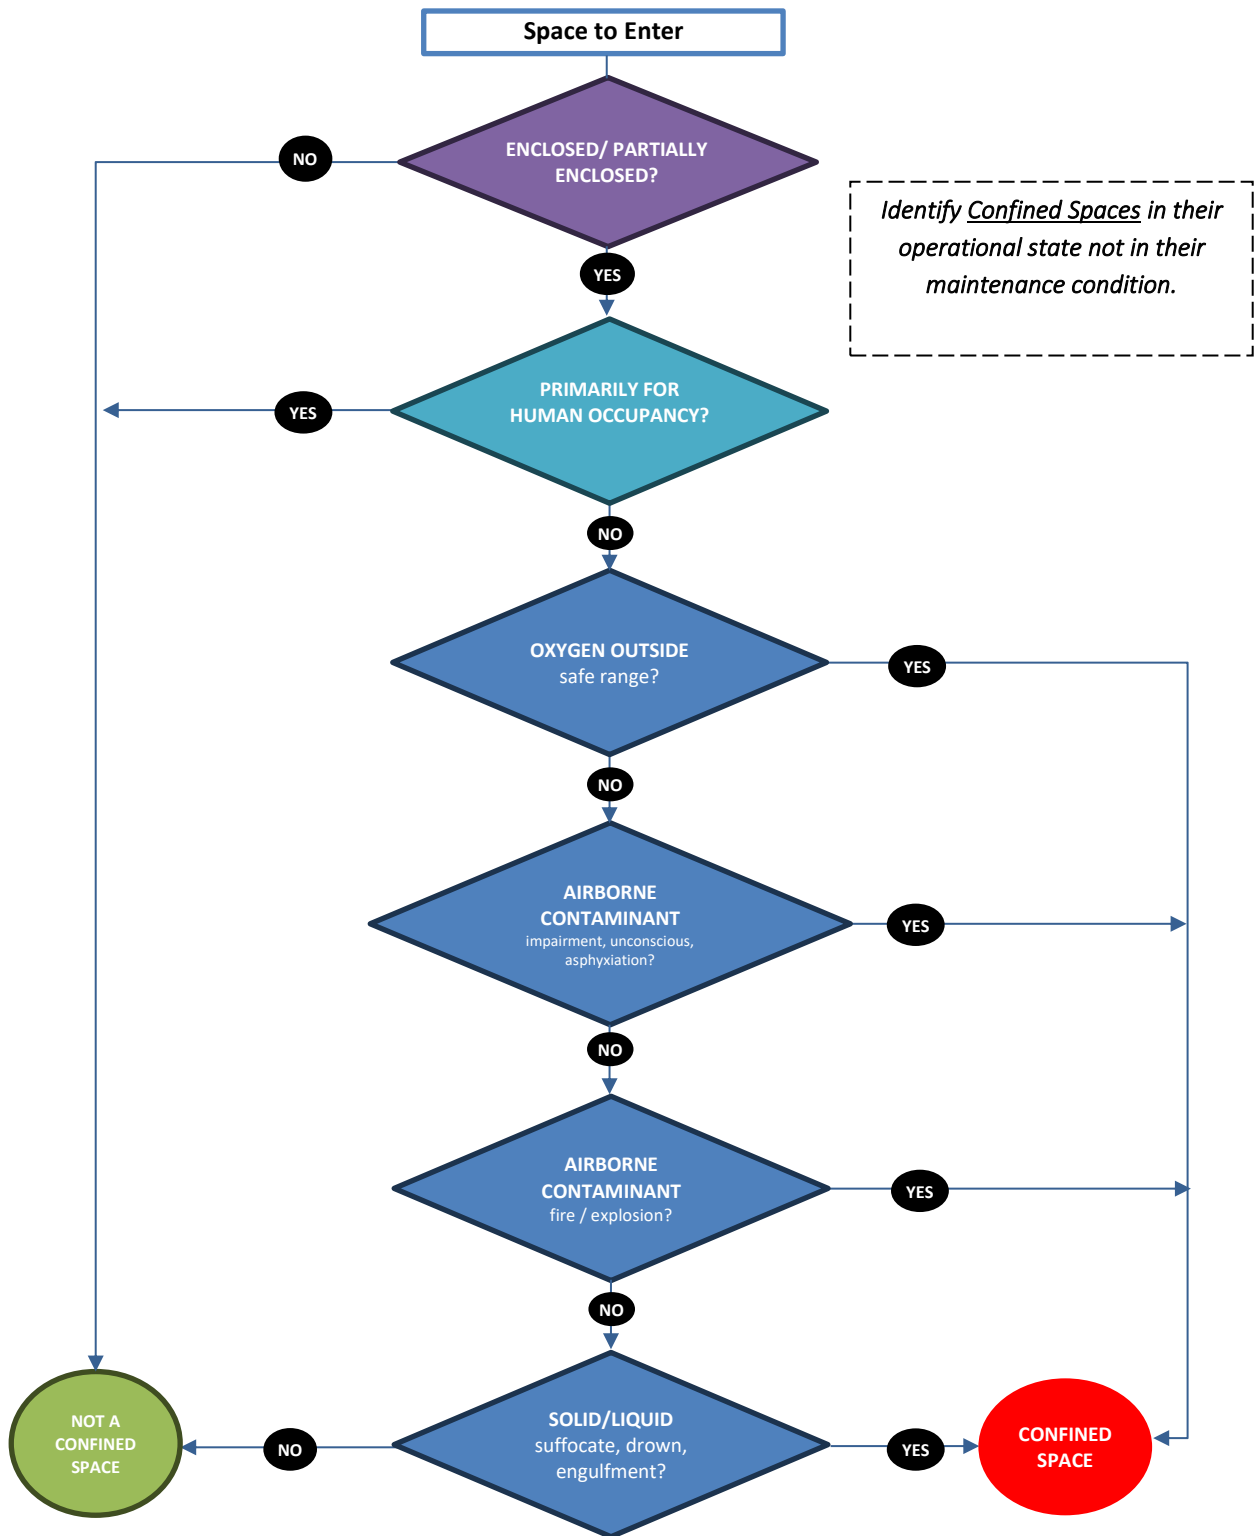 Space to Enter
ENCLOSED/ PARTIALLY
ENCLOSED?
NO
Identify Confined Spaces in their
operational state not in their
maintenance condition.
YES
PRIMARILY FOR
HUMAN OCCUPANCY?
YES
NO
OXYGEN OUTSIDE
safe range?
YES
NO
AIRBORNE
CONTAMINANT
impairment, unconscious,
asphyxiation?
YES
NO
AIRBORNE
CONTAMINANT
fire / explosion?
YES
NO
SOLID/LIQUID
suffocate, drown,
engulfment?
NO
YES
NOT A
CONFINED
SPACE
CONFINED
SPACE